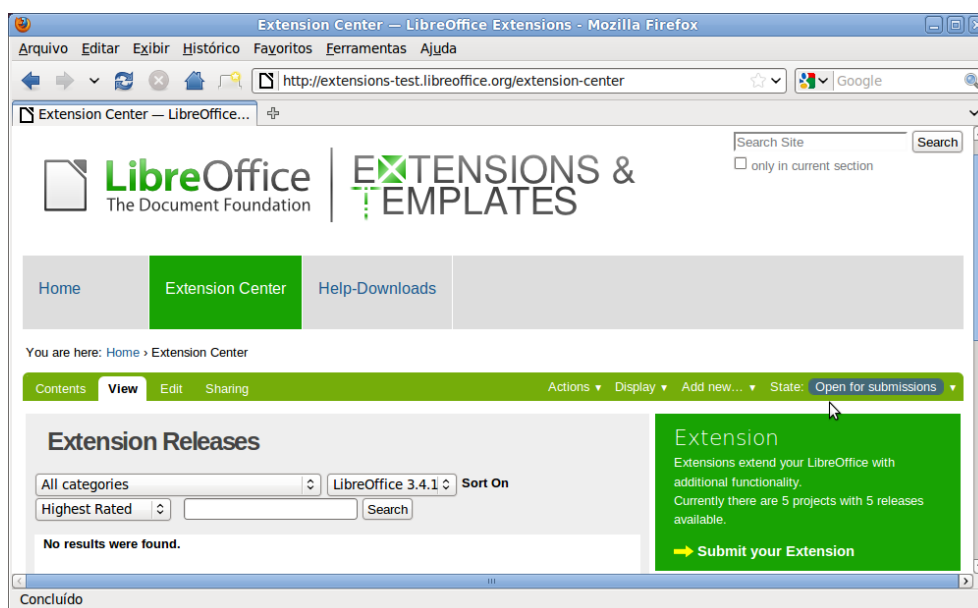 Extension Center — LibreOffice Extensions - Mozilla Firefox
Arquivo Editar Exibir Histórico Favoritos Ferramentas Ajuda
http://extensions-test.libreoffice.org/extension-center
Google
Extension Center — LibreOffice...
Search Site
Search
only in current section
LibreOffice
The Document Foundation
EXTENSIONS &
TEMPLATES
Home
Extension Center
Help-Downloads
You are here: Home › Extension Center
Contents View Edit Sharing Actions ▾ Display ▾ Add new... ▾ State: Open for submissions ▾
Extension Releases
All categories LibreOffice 3.4.1 Sort On
Highest Rated Search
No results were found.
Extension
Extensions extend your LibreOffice with
additional functionality.
Currently there are 5 projects with 5 releases
available.
Submit your Extension
Concluído